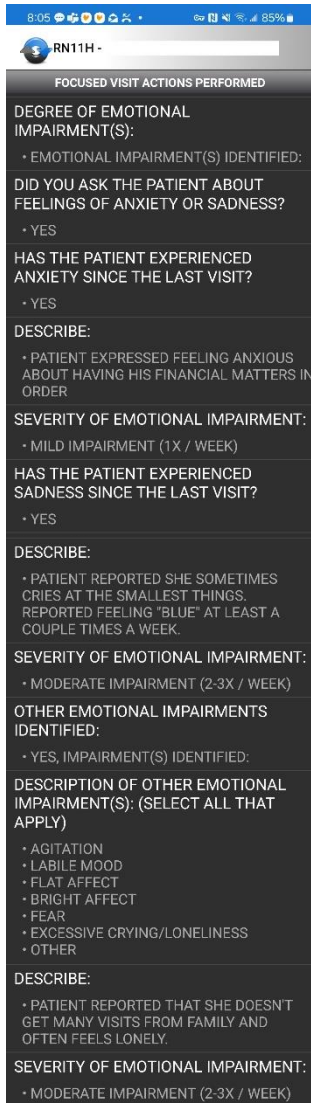 8:05
85%
RN11H -
FOCUSED VISIT ACTIONS PERFORMED
DEGREE OF EMOTIONAL
IMPAIRMENT(S):
• EMOTIONAL IMPAIRMENT(S) IDENTIFIED:
DID YOU ASK THE PATIENT ABOUT
FEELINGS OF ANXIETY OR SADNESS?
• YES
HAS THE PATIENT EXPERIENCED
ANXIETY SINCE THE LAST VISIT?
• YES
DESCRIBE:
• PATIENT EXPRESSED FEELING ANXIOUS
ABOUT HAVING HIS FINANCIAL MATTERS IN
ORDER
SEVERITY OF EMOTIONAL IMPAIRMENT:
• MILD IMPAIRMENT (1X / WEEK)
HAS THE PATIENT EXPERIENCED
SADNESS SINCE THE LAST VISIT?
• YES
DESCRIBE:
• PATIENT REPORTED SHE SOMETIMES
CRIES AT THE SMALLEST THINGS.
REPORTED FEELING "BLUE" AT LEAST A
COUPLE TIMES A WEEK.
SEVERITY OF EMOTIONAL IMPAIRMENT:
• MODERATE IMPAIRMENT (2-3X / WEEK)
OTHER EMOTIONAL IMPAIRMENTS
IDENTIFIED:
• YES, IMPAIRMENT(S) IDENTIFIED:
DESCRIPTION OF OTHER EMOTIONAL
IMPAIRMENT(S): (SELECT ALL THAT
APPLY)
• AGITATION
• LABILE MOOD
• FLAT AFFECT
• BRIGHT AFFECT
• FEAR
• EXCESSIVE CRYING/LONELINESS
• OTHER
DESCRIBE:
• PATIENT REPORTED THAT SHE DOESN'T
GET MANY VISITS FROM FAMILY AND
OFTEN FEELS LONELY.
SEVERITY OF EMOTIONAL IMPAIRMENT:
• MODERATE IMPAIRMENT (2-3X / WEEK)